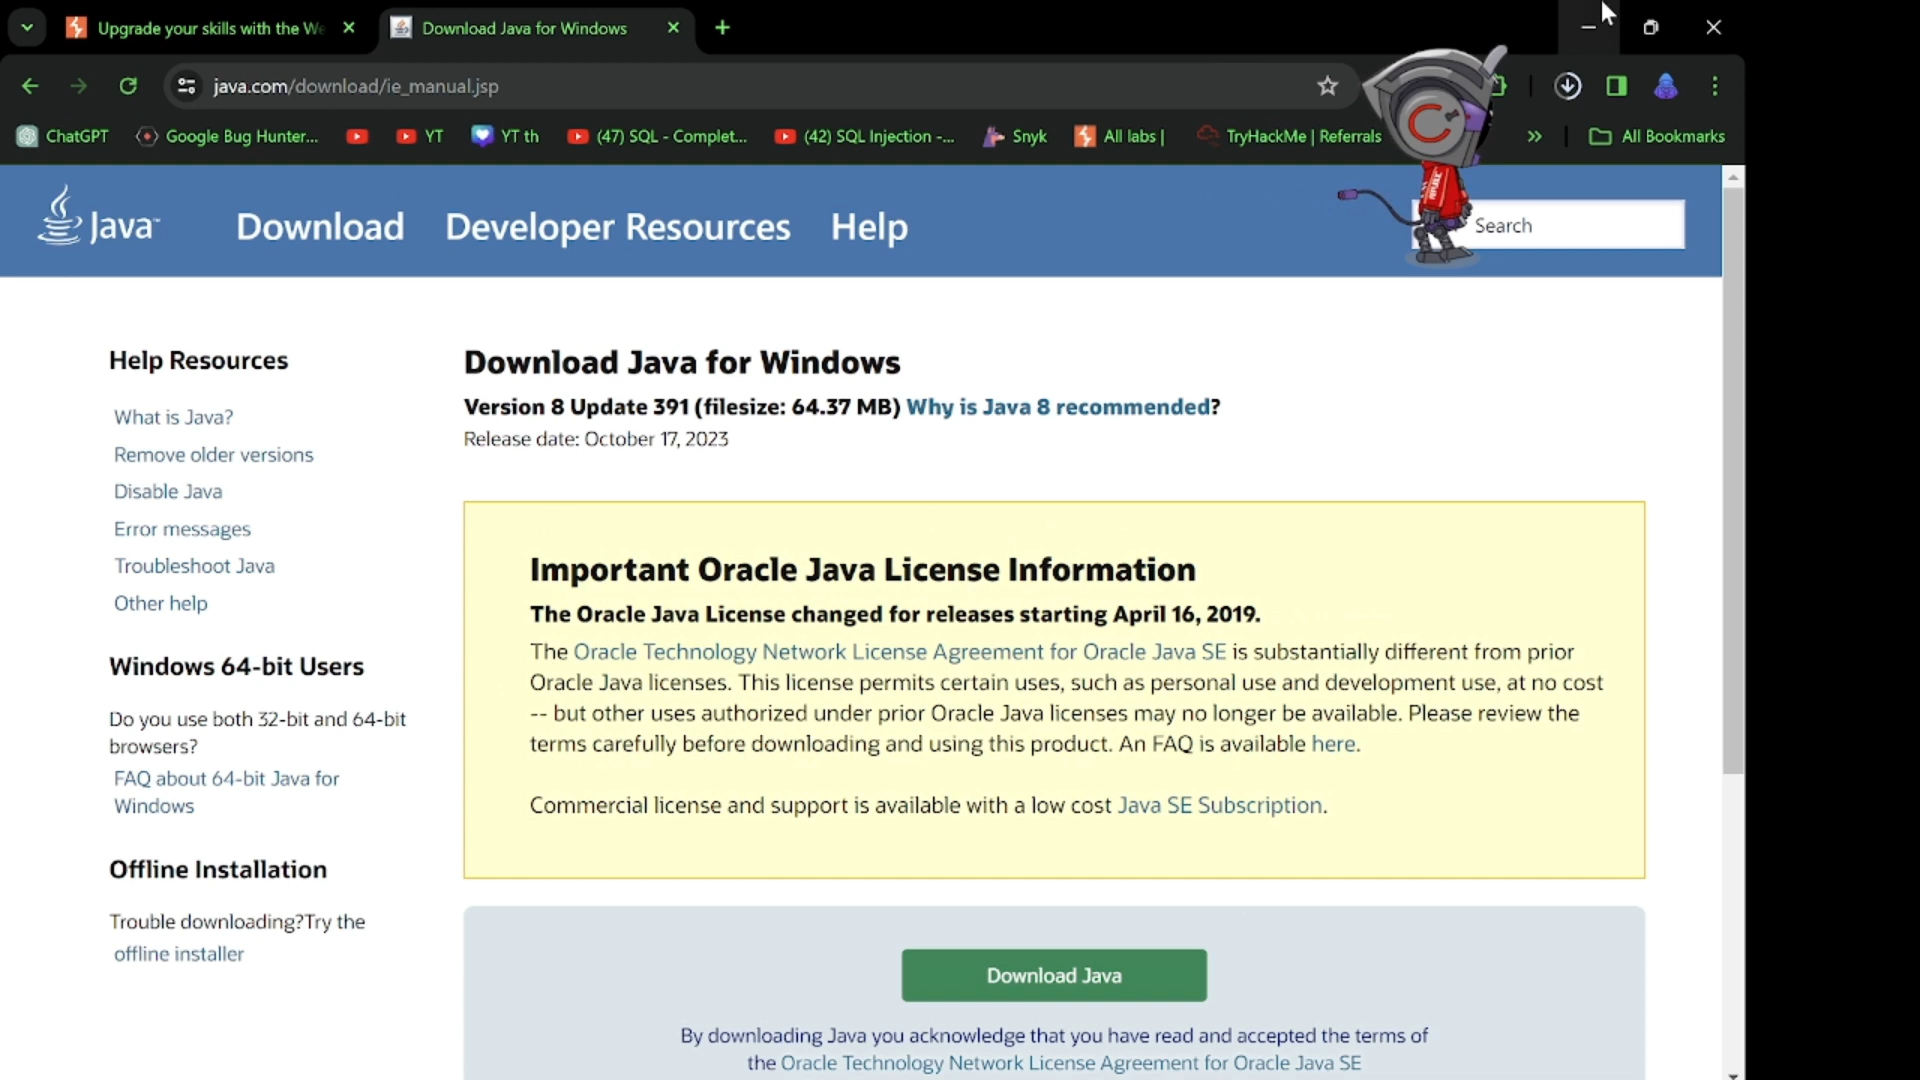 Upgrade your skills with the We
Download Java for Windows
java.com/download/ie_manual.jsp
ChatGPT
Google Bug Hunter...
YT
YT th
(47) SQL - Complet...
(42) SQL Injection -...
Snyk
All labs |
TryHackMe | Referrals
All Bookmarks
Java™
Download
Developer Resources
Help
Search
Help Resources
What is Java?
Remove older versions
Disable Java
Error messages
Troubleshoot Java
Other help
Windows 64-bit Users
Do you use both 32-bit and 64-bit
browsers?
FAQ about 64-bit Java for
Windows
Offline Installation
Trouble downloading?Try the
offline installer
Download Java for Windows
Version 8 Update 391 (filesize: 64.37 MB) Why is Java 8 recommended?
Release date: October 17, 2023
Important Oracle Java License Information
The Oracle Java License changed for releases starting April 16, 2019.
The Oracle Technology Network License Agreement for Oracle Java SE is substantially different from prior
Oracle Java licenses. This license permits certain uses, such as personal use and development use, at no cost
-- but other uses authorized under prior Oracle Java licenses may no longer be available. Please review the
terms carefully before downloading and using this product. An FAQ is available here.
Commercial license and support is available with a low cost Java SE Subscription.
Download Java
By downloading Java you acknowledge that you have read and accepted the terms of
the Oracle Technology Network License Agreement for Oracle Java SE